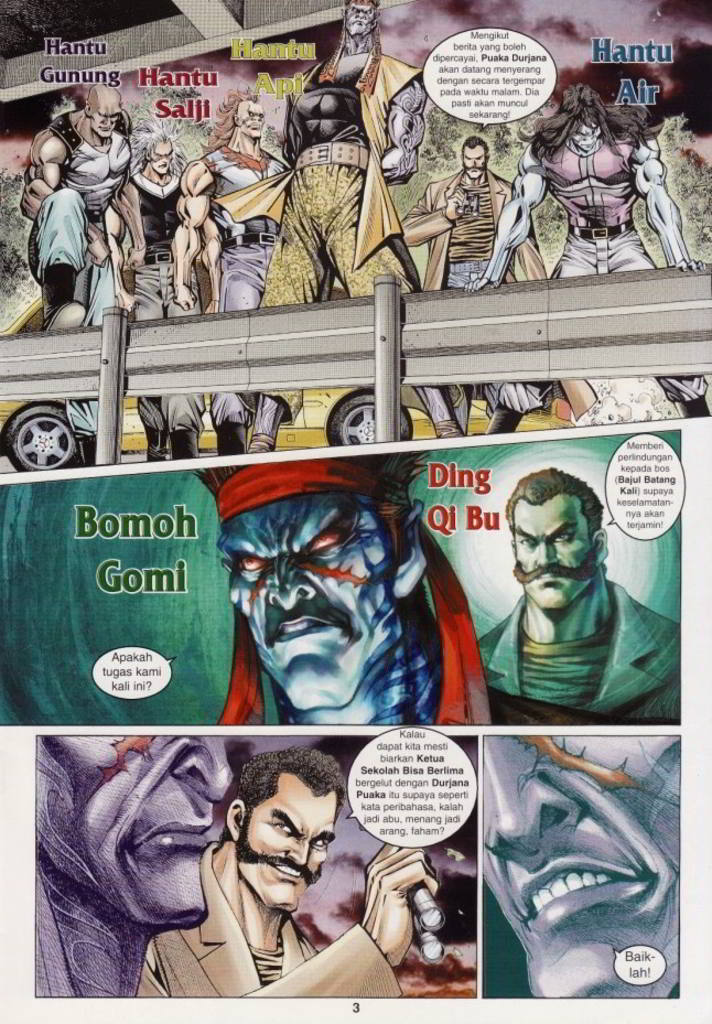 Hantu
Gunung
Hantu
Salji
Hantu
Api
Mengikut
berita yang boleh
dipercayai, Puaka Durjana
akan datang menyerang
dengan secara tergempar
pada waktu malam. Dia
pasti akan muncul
sekarang!
Hantu
Air
Bomoh
Gomi
Ding
Qi Bu
Memberi
perlindungan
kepada bos
(Bajul Batang
Kali) supaya
keselamatan-
nya akan
terjamin!
Apakah
tugas kami
kali ini?
Kalau
dapat kita mesti
biarkan Ketua
Sekolah Bisa Berlima
bergelut dengan Durjana
Puaka itu supaya seperti
kata peribahasa, kalah
jadi abu, menang jadi
arang, faham?
Baik-
lah!
3